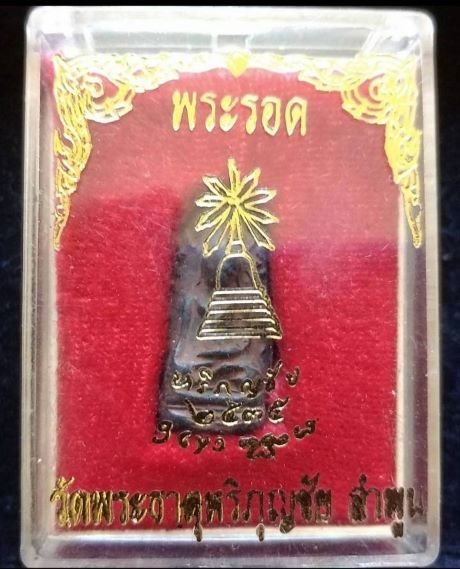 พระรอด
หริภุญชัย
๒๕๓๕
วัดพระธาตุหริภุญชัย ลำพูน